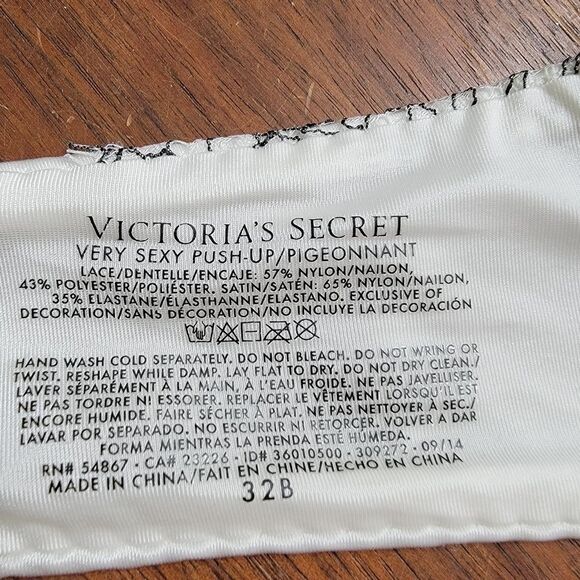 VICTORIA'S SECRET
VERY SEXY PUSH-UP/PIGEONNANT
LACE/DENTELLE/ENCAJE: 57% NYLON/NAILON,
43% POLYESTER/POLIÉSTER. SATIN/SATÉN: 65% NYLON/NAILON,
35% ELASTANE/ÉLASTHANNE/ELASTANO. EXCLUSIVE OF
DECORATION/SANS DÉCORATION/NO INCLUYE LA DECORACIÓN
HAND WASH COLD SEPARATELY. DO NOT BLEACH. DO NOT WRING OR
TWIST. RESHAPE WHILE DAMP. LAY FLAT TO DRY. DO NOT DRY CLEAN./
LAVER SÉPARÉMENT À LA MAIN, À L'EAU FROIDE. NE PAS JAVELLISER.
NE PAS TORDRE NI ESSORER. REPLACER LE VÊTEMENT LORSQU'IL EST
ENCORE HUMIDE. FAIRE SÉCHER À PLAT. NE PAS NETTOYER À SEC./
LAVAR POR SEPARADO. NO ESCURRIR NI RETORCER. VOLVER A DAR
FORMA MIENTRAS LA PRENDA ESTÉ HÚMEDA.
RN# 54867 - CA# 23226 - ID# 36010500 - 309272 - 09/14
MADE IN CHINA/FAIT EN CHINE/HECHO EN CHINA
32B